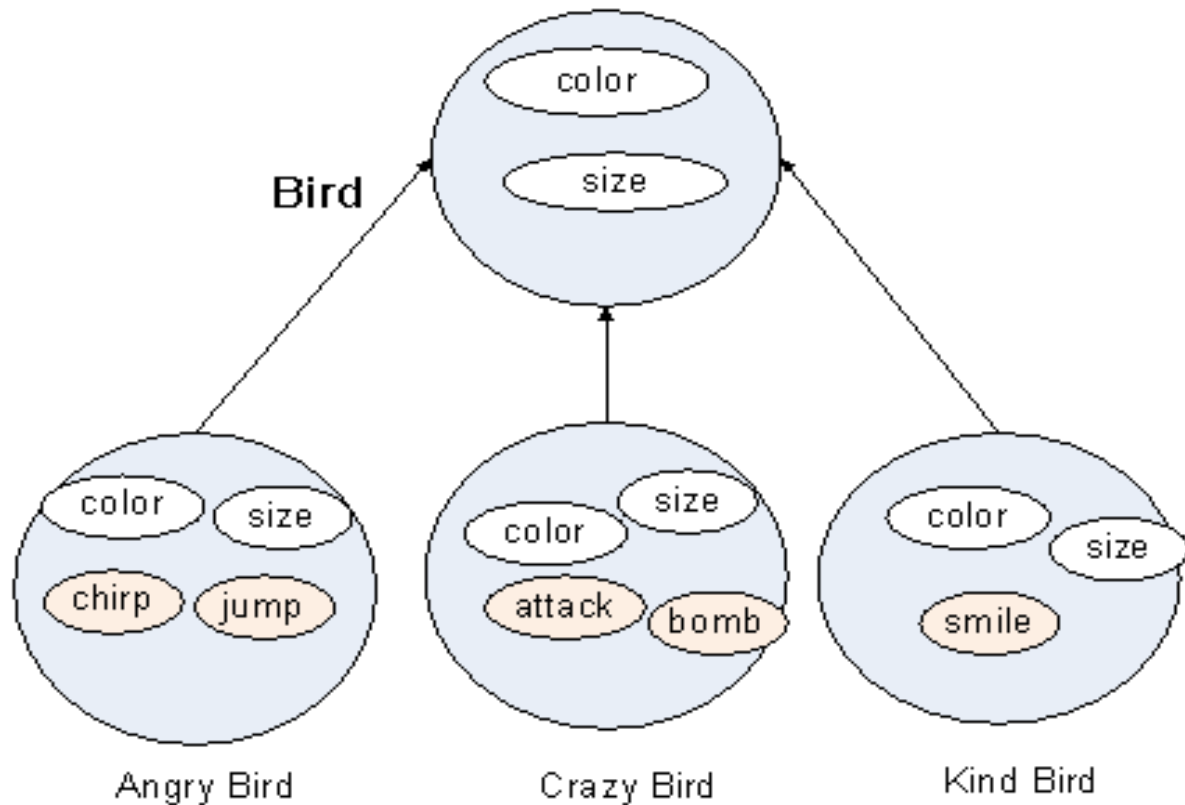 color
size
Bird
color
size
chirp
jump
Angry Bird
size
color
attack
bomb
Crazy Bird
color
size
smile
Kind Bird